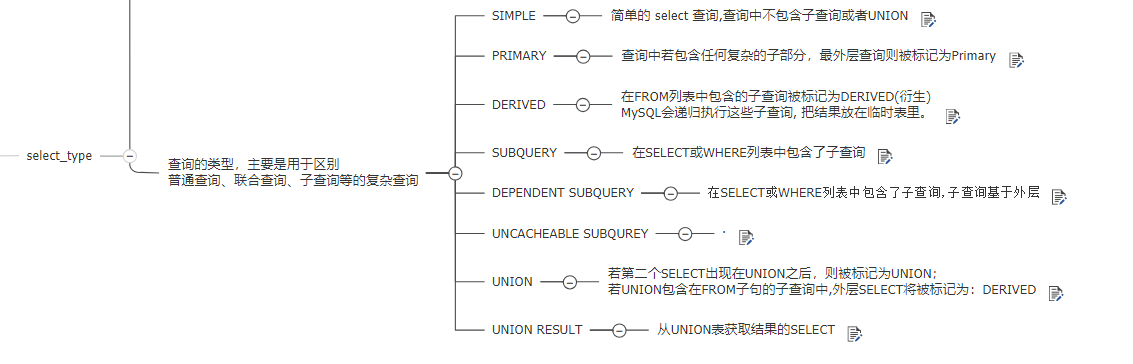 SIMPLE
简单的 select 查询,查询中不包含子查询或者UNION
PRIMARY
查询中若包含任何复杂的子部分，最外层查询则被标记为Primary
DERIVED
在FROM列表中包含的子查询被标记为DERIVED(衍生)
MySQL会递归执行这些子查询, 把结果放在临时表里。
select_type
查询的类型，主要是用于区别
普通查询、联合查询、子查询等的复杂查询
SUBQUERY
在SELECT或WHERE列表中包含了子查询
DEPENDENT SUBQUERY
在SELECT或WHERE列表中包含了子查询,子查询基于外层
UNCACHEABLE SUBQUREY
UNION
若第二个SELECT出现在UNION之后，则被标记为UNION；
若UNION包含在FROM子句的子查询中,外层SELECT将被标记为：DERIVED
UNION RESULT
从UNION表获取结果的SELECT